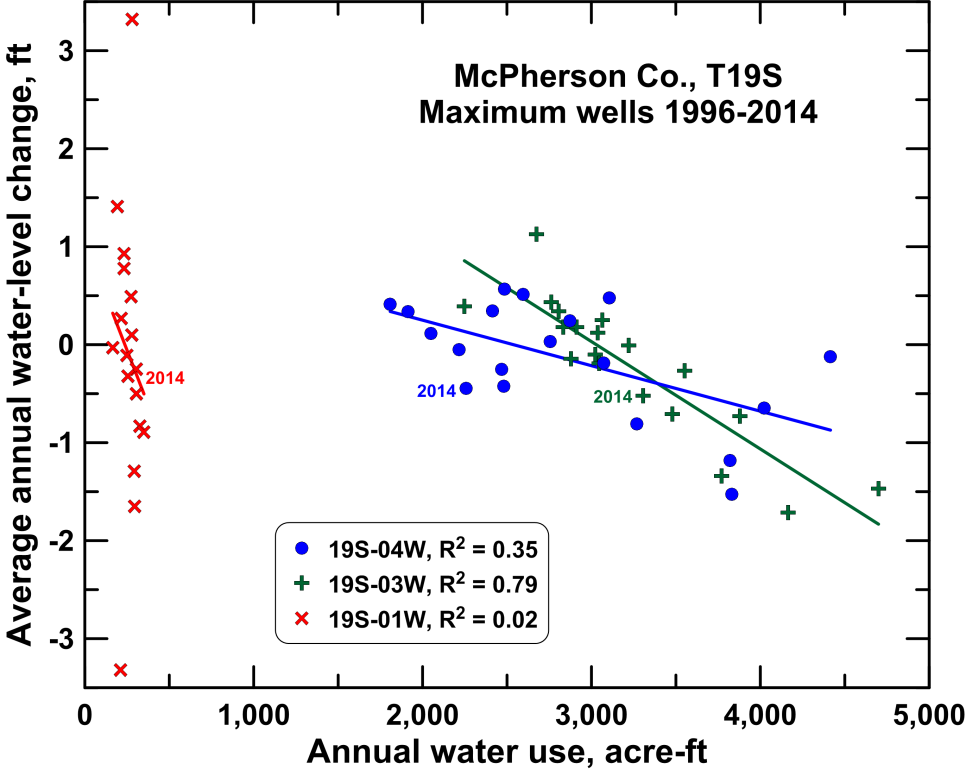 McPherson Co., T19S
Maximum wells 1996-2014
Average annual water-level change, ft
3
2
1
0
-1
-2
-3
2014
2014
2014
19S-04W, R² = 0.35
19S-03W, R² = 0.79
19S-01W, R² = 0.02
0 1,000 2,000 3,000 4,000 5,000
Annual water use, acre-ft